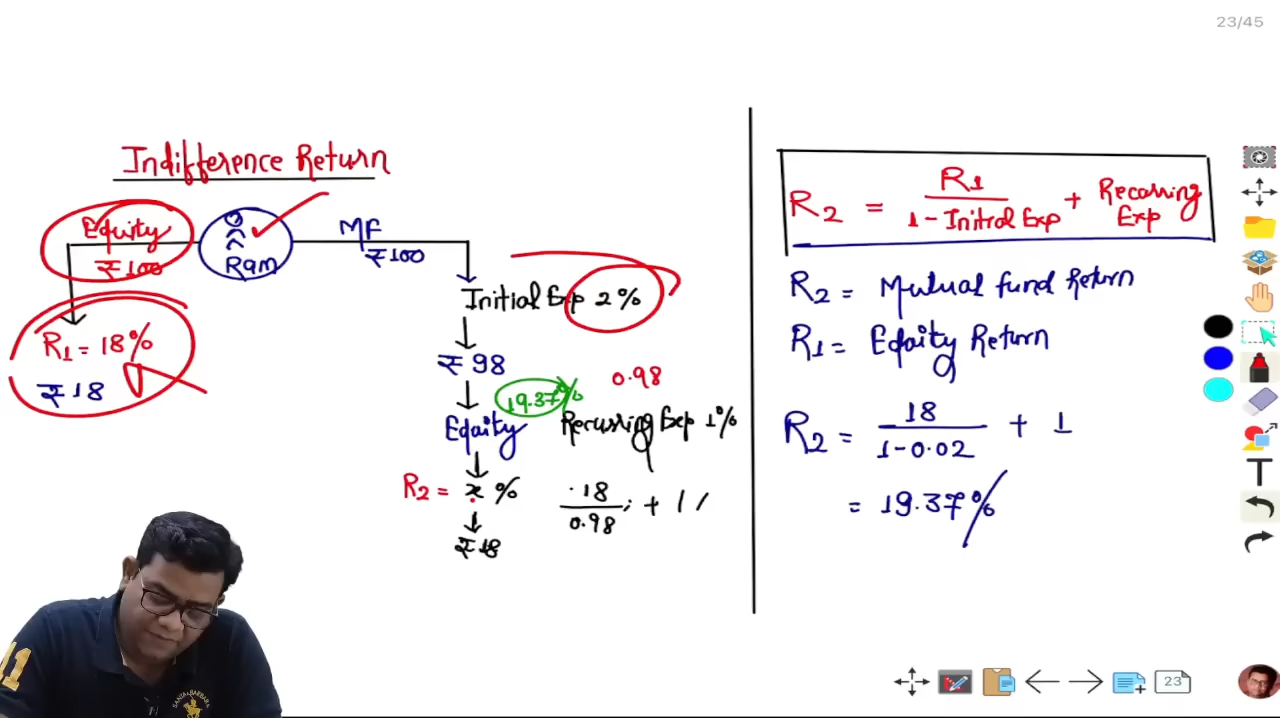 23/45
Indifference Return
Equity
₹100
Ram
MF
₹100
R1 = 18%
₹18
Initial Exp 2%
₹98
19.37%
0.98
Equity
Recurring Exp 1%
R2 = x %
.18
0.98
+ 1
₹18
R2 = R1
1 - Initial Exp
+ Recurring
Exp
R2 = Mutual fund Return
R1 = Equity Return
R2 = 18
1-0.02
+ 1
= 19.37%
T
23
SANTA BARBARA